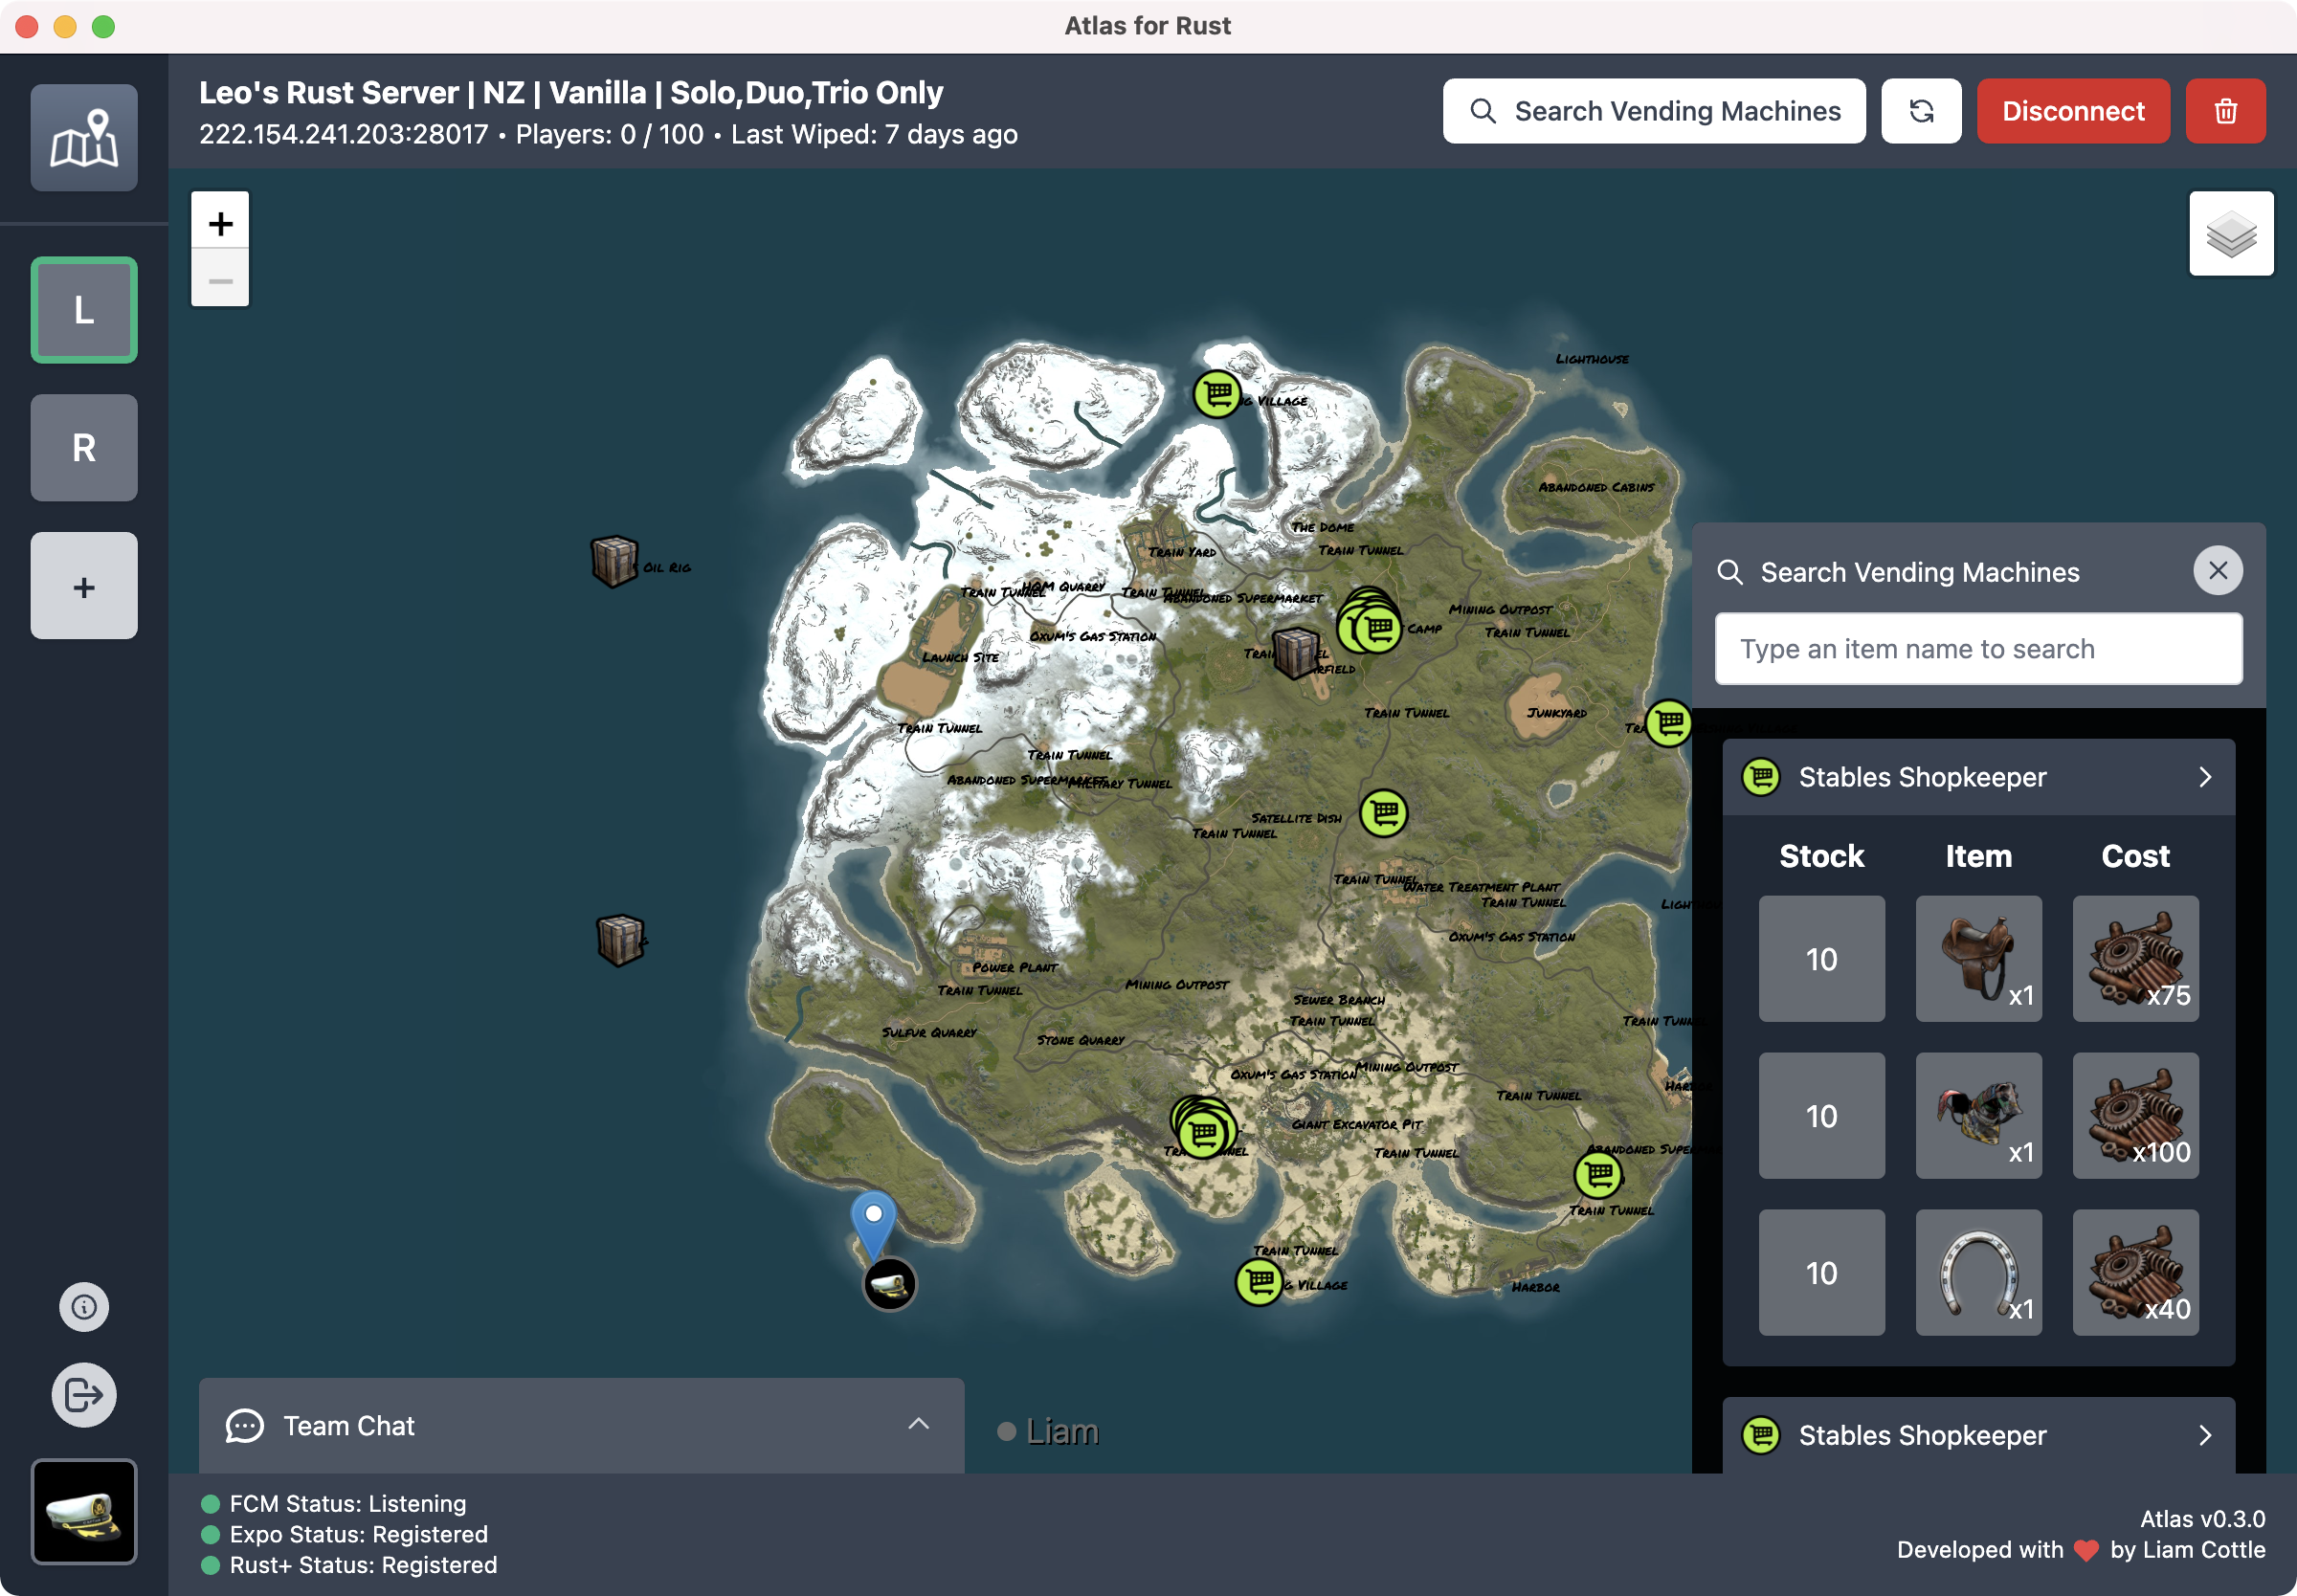 Atlas for Rust
Leo's Rust Server | NZ | Vanilla | Solo,Duo,Trio Only
222.154.241.203:28017 • Players: 0 / 100 • Last Wiped: 7 days ago
Search Vending Machines
Disconnect
L
R
+
+
−
Lighthouse
Village
Abandoned Cabins
The Dome
Train Yard
Train Tunnel
Oil Rig
HQM Quarry
Train Tunnel
Train Tunnel
Abandoned Supermarket
Mining Outpost
Camp
Train Tunnel
Oxum's Gas Station
Launch Site
Train Tunnel
Junkyard
Train Tunnel
Train Tunnel
Abandoned Supermarket
Military Tunnel
Satellite Dish
Train Tunnel
Train Tunnel
Water Treatment Plant
Train Tunnel
Oxum's Gas Station
Power Plant
Train Tunnel
Mining Outpost
Sewer Branch
Train Tunnel
Train Tunnel
Sulfur Quarry
Stone Quarry
Oxum's Gas Station
Mining Outpost
Harbor
Train Tunnel
Giant Excavator Pit
Train Tunnel
Abandoned
Train Tunnel
Train Tunnel
Village
Harbor
Search Vending Machines
Type an item name to search
Stables Shopkeeper
Stock Item Cost
10 x1 x75
10 x1 x100
10 x1 x40
Stables Shopkeeper
Team Chat
Liam
FCM Status: Listening
Expo Status: Registered
Rust+ Status: Registered
Atlas v0.3.0
Developed with ❤ by Liam Cottle